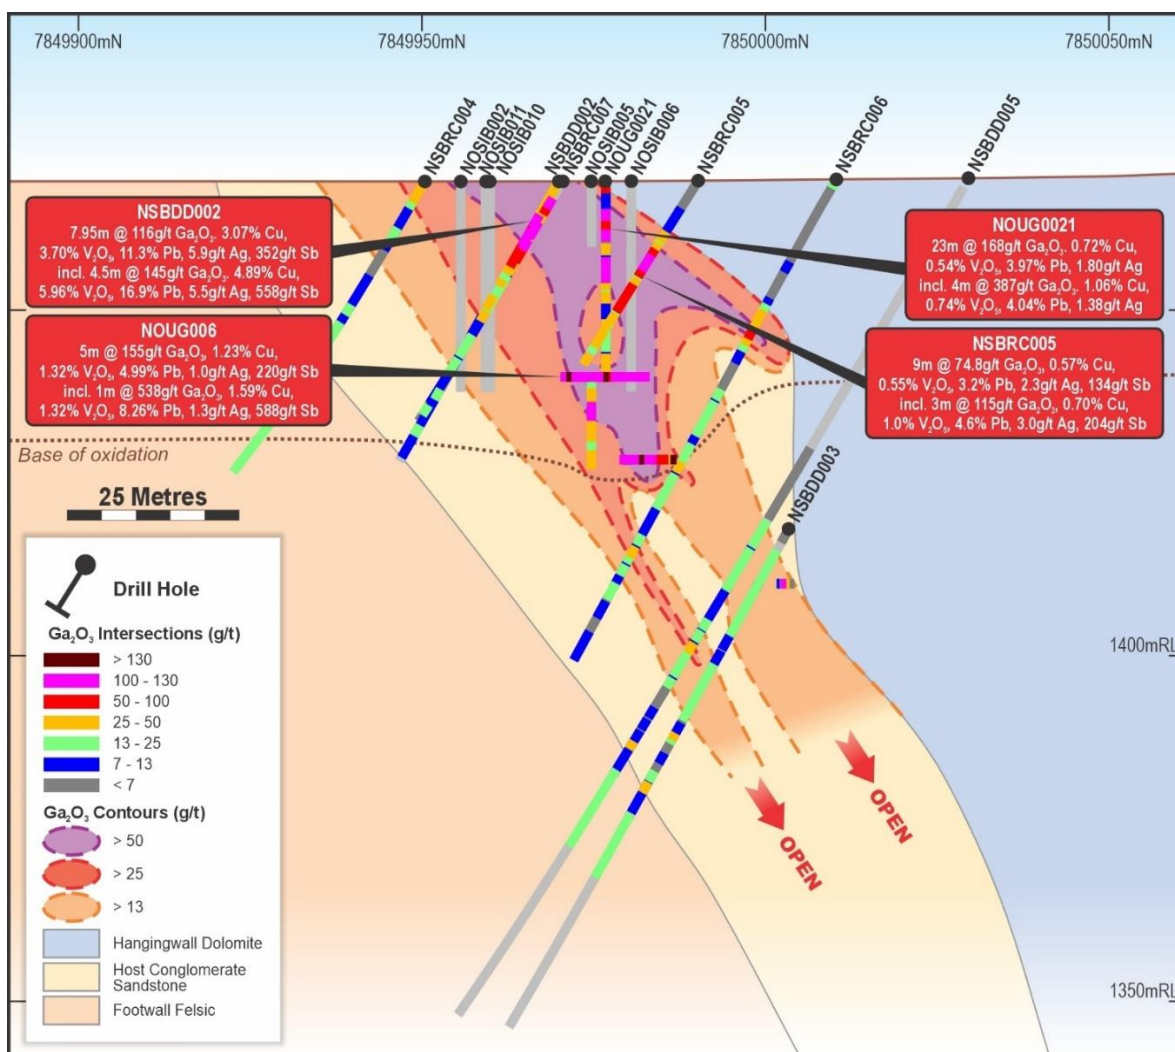 7849900mN
7849950mN
7850000mN
7850050mN
NSBRC004
NOSIB002
NOSIB011
NOSIB010
NSBDD002
NSBRC007
NOSIB005
NOUG0021
NOSIB006
NSBRC005
NSBRC006
NSBDD005
NSBDD002
7.95m @ 116g/t Ga₂O₃. 3.07% Cu,
3.70% V₂O₅, 11.3% Pb, 5.9g/t Ag, 352g/t Sb
incl. 4.5m @ 145g/t Ga₂O₃. 4.89% Cu,
5.96% V₂O₅, 16.9% Pb, 5.5g/t Ag, 558g/t Sb
NOUG0021
23m @ 168g/t Ga₂O₃, 0.72% Cu,
0.54% V₂O₅, 3.97% Pb, 1.80g/t Ag
incl. 4m @ 387g/t Ga₂O₃. 1.06% Cu,
0.74% V₂O₅, 4.04% Pb, 1.38g/t Ag
NOUG006
5m @ 155g/t Ga₂O₃, 1.23% Cu,
1.32% V₂O₅, 4.99% Pb, 1.0g/t Ag, 220g/t Sb
incl. 1m @ 538g/t Ga₂O₃, 1.59% Cu,
1.32% V₂O₅, 8.26% Pb, 1.3g/t Ag, 588g/t Sb
NSBRC005
9m @ 74.8g/t Ga₂O₃, 0.57% Cu,
0.55% V₂O₅, 3.2% Pb, 2.3g/t Ag, 134g/t Sb
incl. 3m @ 115g/t Ga₂O₃, 0.70% Cu,
1.0% V₂O₅, 4.6% Pb, 3.0g/t Ag, 204g/t Sb
Base of oxidation
NSBDD003
25 Metres
Drill Hole
Ga₂O₃ Intersections (g/t)
> 130
100 - 130
50 - 100
25 - 50
13 - 25
7 - 13
< 7
Ga₂O₃ Contours (g/t)
> 50
> 25
> 13
Hangingwall Dolomite
Host Conglomerate
Sandstone
Footwall Felsic
1400mRL
OPEN
OPEN
1350mRL